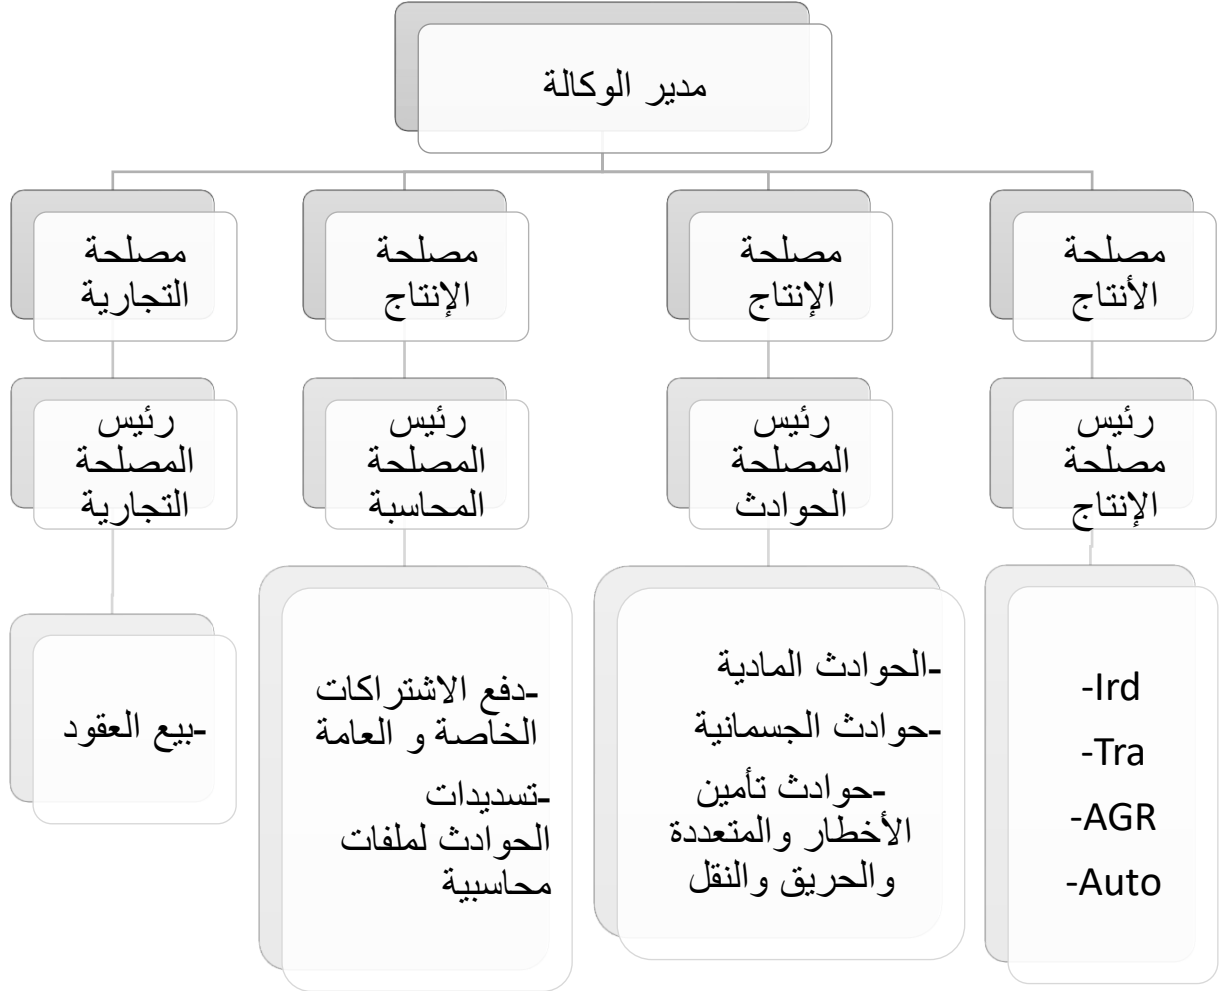 مدير الوكالة
مصلحة
الأنتاج
مصلحة
الإنتاج
مصلحة
الإنتاج
مصلحة
التجارية
رئيس
مصلحة
الإنتاج
رئيس
المصلحة
الحوادث
رئيس
المصلحة
المحاسبة
رئيس
المصلحة
التجارية
-Ird
-Tra
-AGR
-Auto
-الحوادث المادية
-حوادث الجسمانية
-حوادث تأمين
الأخطار والمتعددة
والحريق والنقل
-دفع الاشتراكات
الخاصة و العامة
-تسديدات
الحوادث لملفات
محاسبية
-بيع العقود